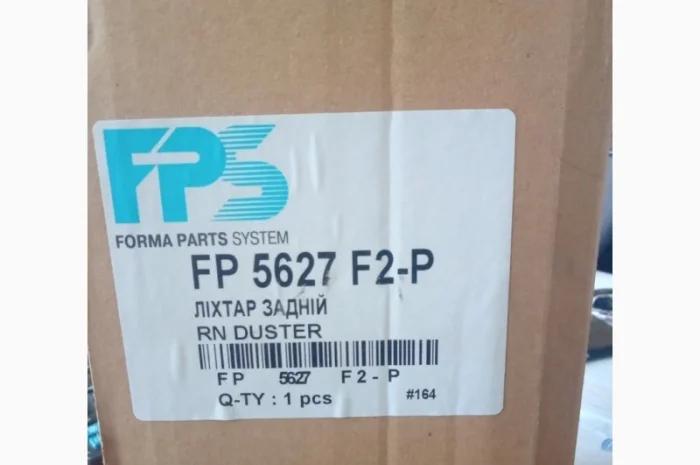 FPS
FORMA PARTS SYSTEM
FP 5627 F2-P
ЛІХТАР ЗАДНІЙ
RN DUSTER
FP 5627 F2-P
Q-TY : 1 pcs #164